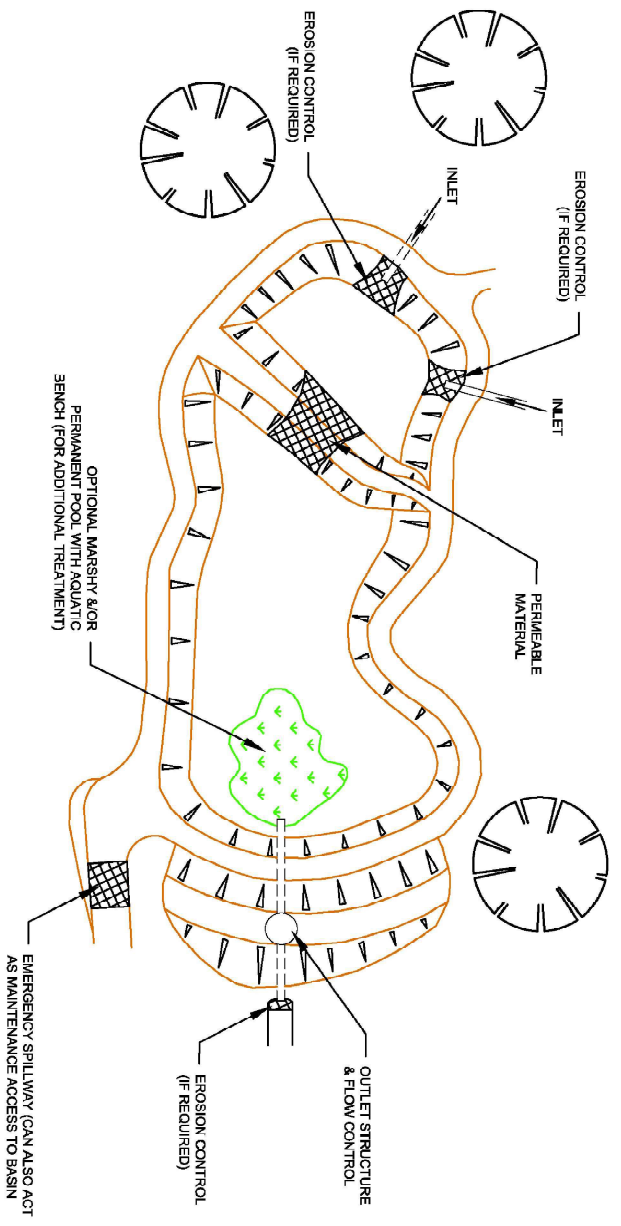 EROSION CONTROL
(IF REQUIRED)
INLET
EROSION CONTROL
(IF REQUIRED)
INLET
PERMEABLE
MATERIAL
OPTIONAL MARSHY &/OR
PERMANENT POOL WITH AQUATIC
BENCH (FOR ADDITIONAL TREATMENT)
OUTLET STRUCTURE
& FLOW CONTROL
EROSION CONTROL
(IF REQUIRED)
EMERGENCY SPILLWAY (CAN ALSO ACT
AS MAINTENANCE ACCESS TO BASIN